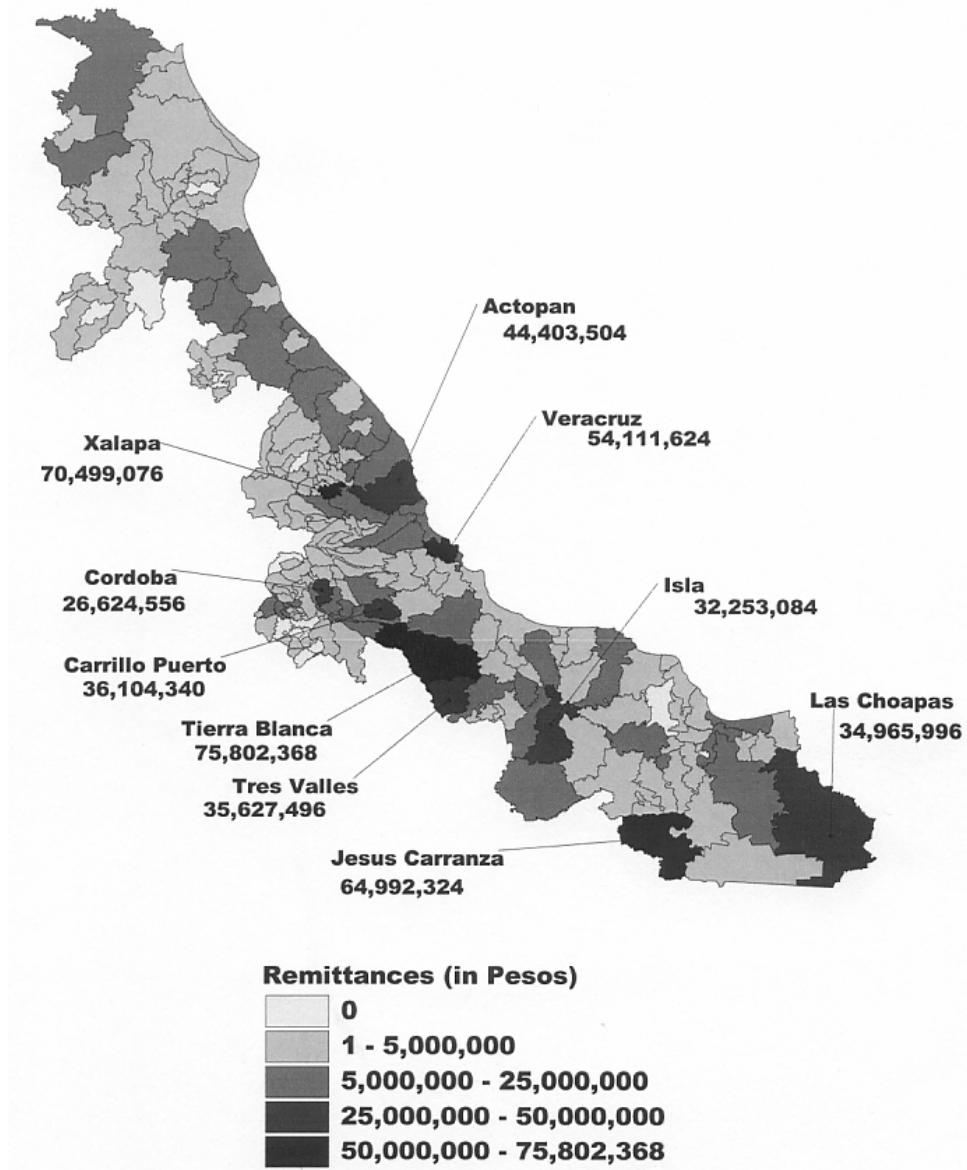 Actopan
44,403,504
Veracruz
54,111,624
Xalapa
70,499,076
Cordoba
26,624,556
Isla
32,253,084
Carrillo Puerto
36,104,340
Las Choapas
34,965,996
Tierra Blanca
75,802,368
Tres Valles
35,627,496
Jesus Carranza
64,992,324
Remittances (in Pesos)
0
1 - 5,000,000
5,000,000 - 25,000,000
25,000,000 - 50,000,000
50,000,000 - 75,802,368